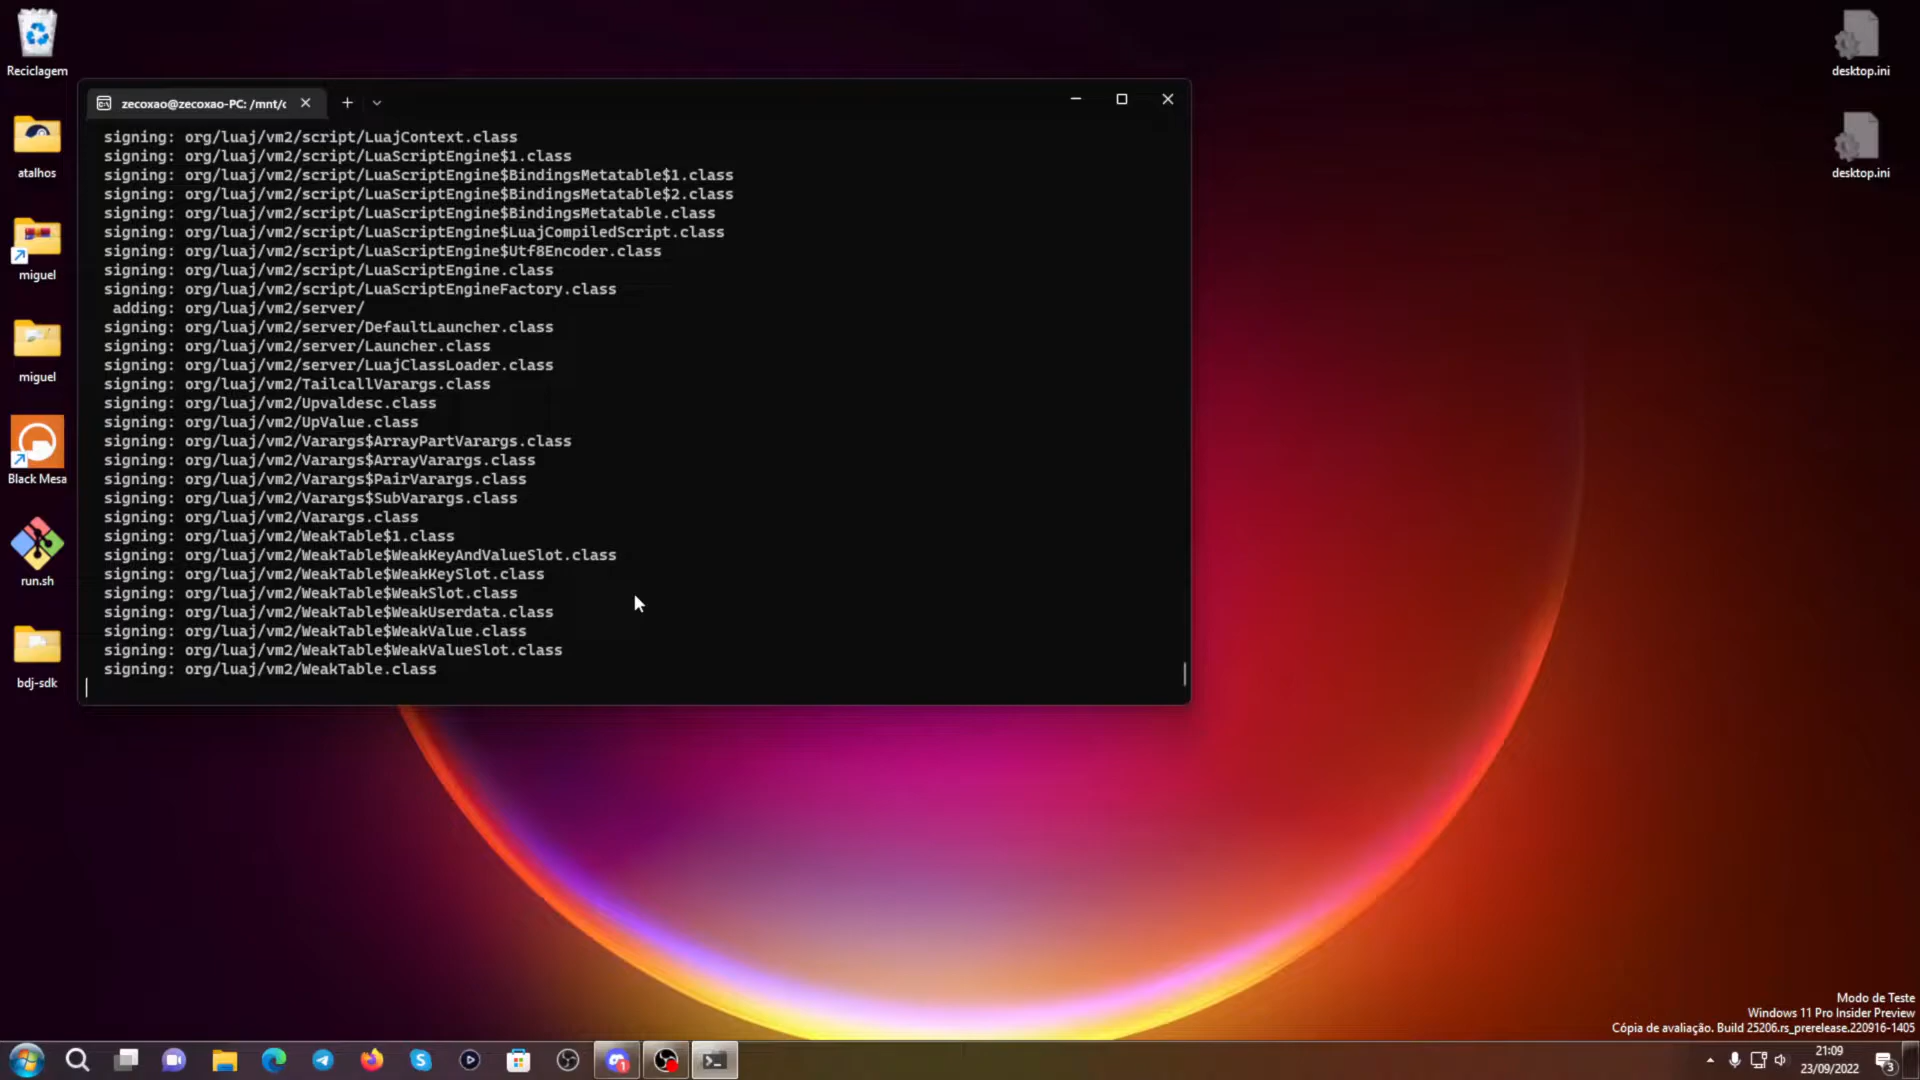 Reciclagem
atalhos
miguel
miguel
Black Mesa
run.sh
bdj-sdk
desktop.ini
desktop.ini
zecoxao@zecoxao-PC: /mnt/c
signing: org/luaj/vm2/script/LuajContext.class
signing: org/luaj/vm2/script/LuaScriptEngine$1.class
signing: org/luaj/vm2/script/LuaScriptEngine$BindingsMetatable$1.class
signing: org/luaj/vm2/script/LuaScriptEngine$BindingsMetatable$2.class
signing: org/luaj/vm2/script/LuaScriptEngine$BindingsMetatable.class
signing: org/luaj/vm2/script/LuaScriptEngine$LuajCompiledScript.class
signing: org/luaj/vm2/script/LuaScriptEngine$Utf8Encoder.class
signing: org/luaj/vm2/script/LuaScriptEngine.class
signing: org/luaj/vm2/script/LuaScriptEngineFactory.class
adding: org/luaj/vm2/server/
signing: org/luaj/vm2/server/DefaultLauncher.class
signing: org/luaj/vm2/server/Launcher.class
signing: org/luaj/vm2/server/LuajClassLoader.class
signing: org/luaj/vm2/TailcallVarargs.class
signing: org/luaj/vm2/Upvaldesc.class
signing: org/luaj/vm2/UpValue.class
signing: org/luaj/vm2/Varargs$ArrayPartVarargs.class
signing: org/luaj/vm2/Varargs$ArrayVarargs.class
signing: org/luaj/vm2/Varargs$PairVarargs.class
signing: org/luaj/vm2/Varargs$SubVarargs.class
signing: org/luaj/vm2/Varargs.class
signing: org/luaj/vm2/WeakTable$1.class
signing: org/luaj/vm2/WeakTable$WeakKeyAndValueSlot.class
signing: org/luaj/vm2/WeakTable$WeakKeySlot.class
signing: org/luaj/vm2/WeakTable$WeakSlot.class
signing: org/luaj/vm2/WeakTable$WeakUserdata.class
signing: org/luaj/vm2/WeakTable$WeakValue.class
signing: org/luaj/vm2/WeakTable$WeakValueSlot.class
signing: org/luaj/vm2/WeakTable.class
Modo de Teste
Windows 11 Pro Insider Preview
Cópia de avaliação. Build 25206.rs_prerelease.220916-1405
1
21:09
23/09/2022
3